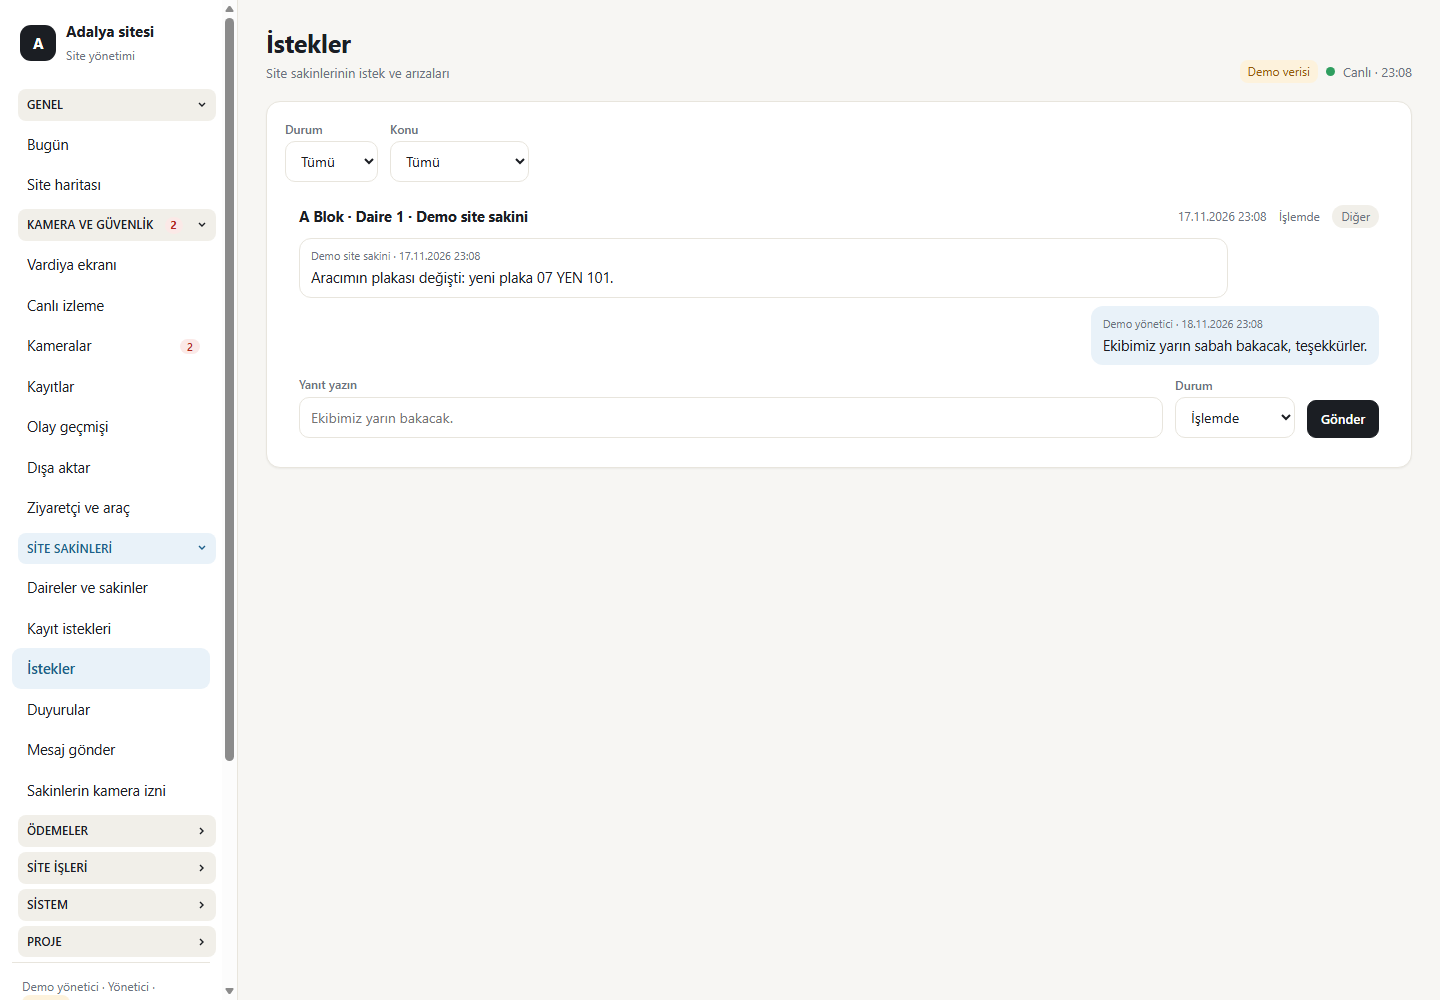 A
Adalya sitesi
Site yönetimi
GENEL
Bugün
Site haritası
KAMERA VE GÜVENLİK 2
Vardiya ekranı
Canlı izleme
Kameralar 2
Kayıtlar
Olay geçmişi
Dışa aktar
Ziyaretçi ve araç
SİTE SAKİNLERİ
Daireler ve sakinler
Kayıt istekleri
İstekler
Duyurular
Mesaj gönder
Sakinlerin kamera izni
ÖDEMELER
SİTE İŞLERİ
SİSTEM
PROJE
Demo yönetici · Yönetici ·
İstekler
Site sakinlerinin istek ve arızaları
Demo verisi Canlı · 23:08
Durum Konu
Tümü Tümü
A Blok · Daire 1 · Demo site sakini 17.11.2026 23:08 İşlemde Diğer
Demo site sakini · 17.11.2026 23:08
Aracımın plakası değişti: yeni plaka 07 YEN 101.
Demo yönetici · 18.11.2026 23:08
Ekibimiz yarın sabah bakacak, teşekkürler.
Yanıt yazın Durum
Ekibimiz yarın bakacak. İşlemde Gönder